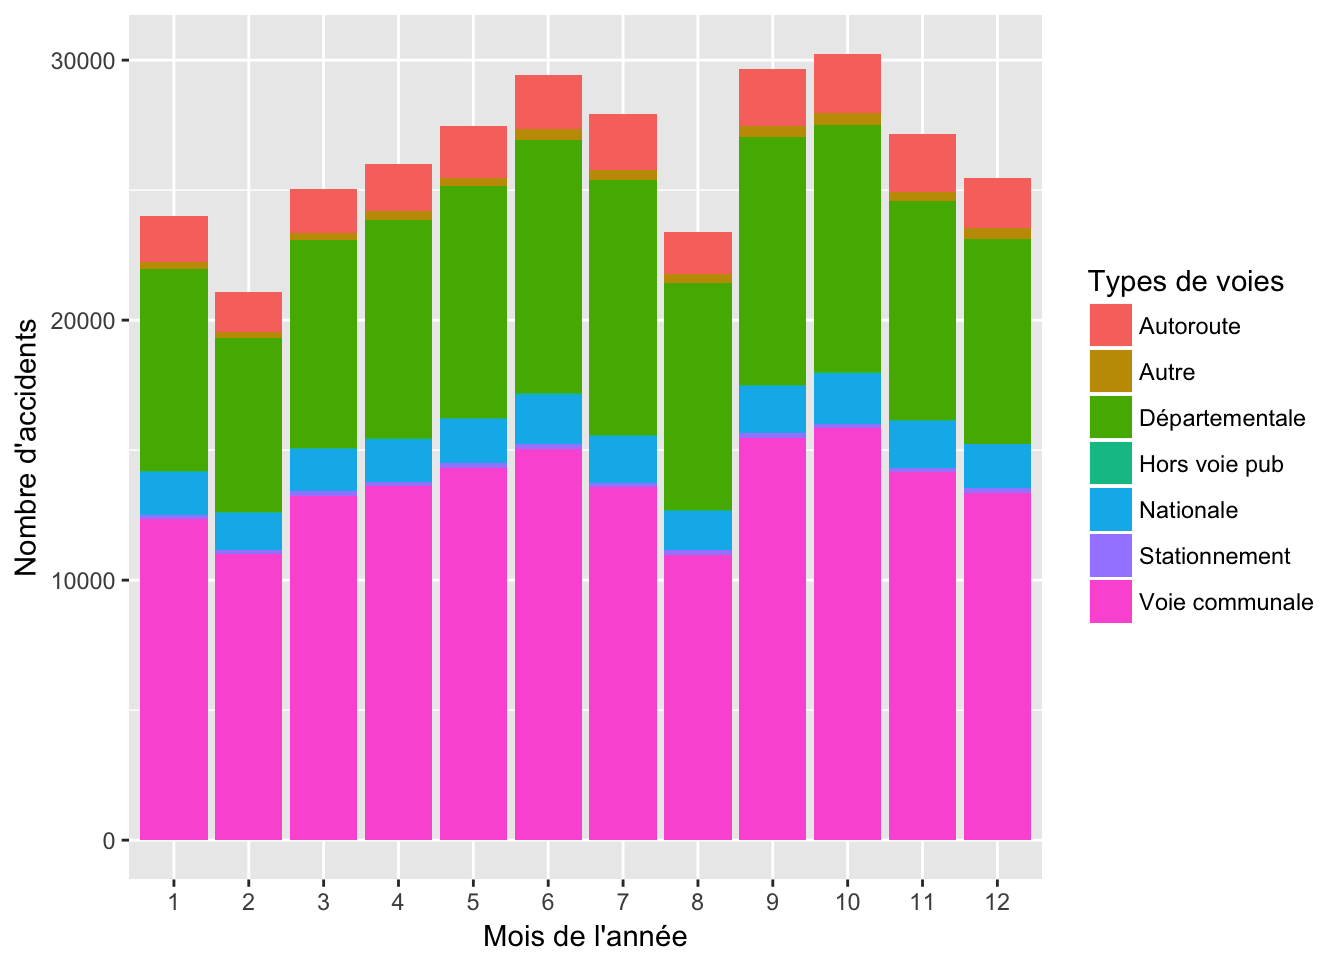 30000
20000
10000
0
Nombre d'accidents
1 2 3 4 5 6 7 8 9 10 11 12
Mois de l'année
Types de voies
Autoroute
Autre
Départementale
Hors voie pub
Nationale
Stationnement
Voie communale